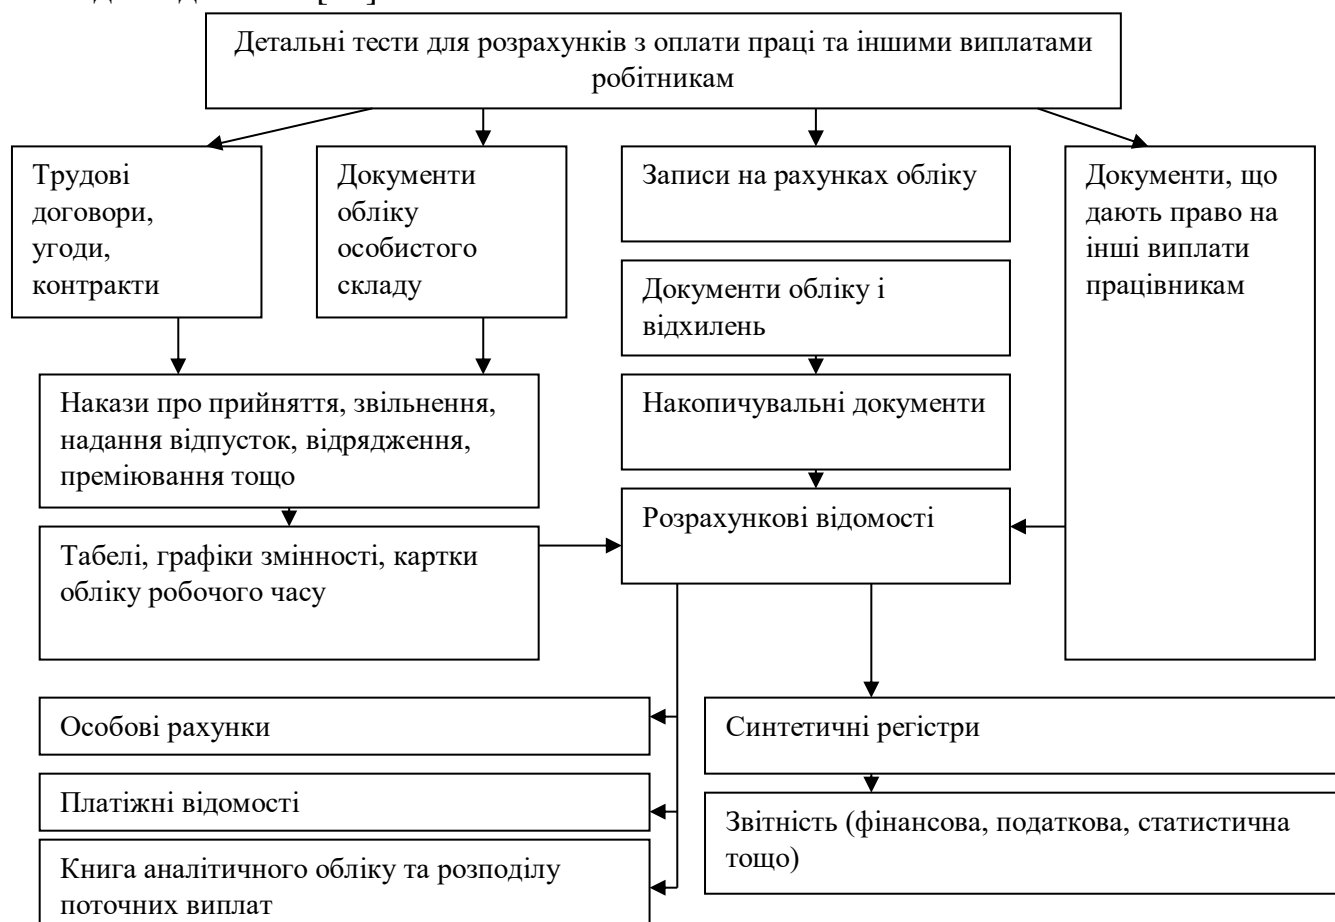 Детальні тести для розрахунків з оплати праці та іншими виплатами
робітникам
Трудові
договори,
угоди,
контракти
Документи
обліку
особистого
складу
Записи на рахунках обліку
Документи, що
дають право на
інші виплати
працівникам
Документи обліку і
відхилень
Накази про прийняття, звільнення,
надання відпусток, відрядження,
преміювання тощо
Накопичувальні документи
Розрахункові відомості
Табелі, графіки змінності, картки
обліку робочого часу
Особові рахунки
Синтетичні регістри
Платіжні відомості
Звітність (фінансова, податкова, статистична
тощо)
Книга аналітичного обліку та розподілу
поточних виплат